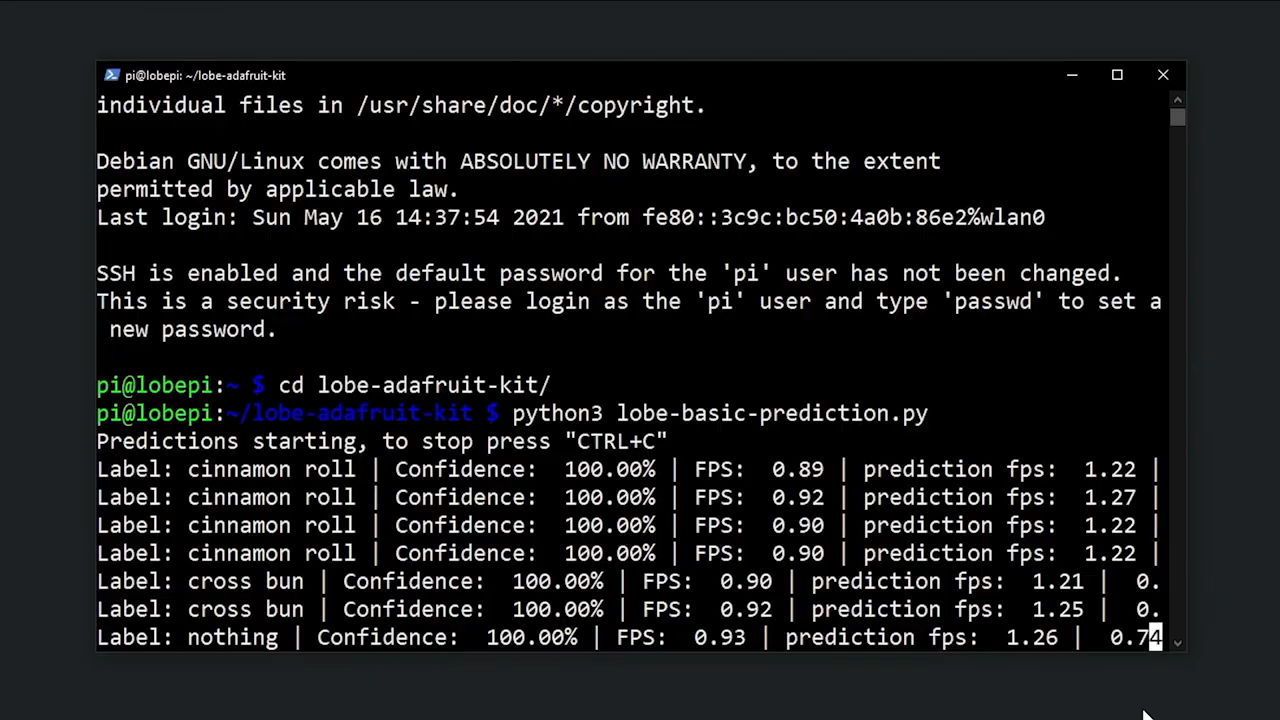 pi@lobepi: ~/lobe-adafruit-kit
individual files in /usr/share/doc/*/copyright.
Debian GNU/Linux comes with ABSOLUTELY NO WARRANTY, to the extent
permitted by applicable law.
Last login: Sun May 16 14:37:54 2021 from fe80::3c9c:bc50:4a0b:86e2%wlan0
SSH is enabled and the default password for the 'pi' user has not been changed.
This is a security risk - please login as the 'pi' user and type 'passwd' to set a
new password.
pi@lobepi:~ $ cd lobe-adafruit-kit/
pi@lobepi:~/lobe-adafruit-kit $ python3 lobe-basic-prediction.py
Predictions starting, to stop press "CTRL+C"
Label: cinnamon roll | Confidence:  100.00% | FPS:  0.89 | prediction fps:  1.22 |
Label: cinnamon roll | Confidence:  100.00% | FPS:  0.92 | prediction fps:  1.27 |
Label: cinnamon roll | Confidence:  100.00% | FPS:  0.90 | prediction fps:  1.22 |
Label: cinnamon roll | Confidence:  100.00% | FPS:  0.90 | prediction fps:  1.22 |
Label: cross bun | Confidence:  100.00% | FPS:  0.90 | prediction fps:  1.21 |  0.
Label: cross bun | Confidence:  100.00% | FPS:  0.92 | prediction fps:  1.25 |  0.
Label: nothing | Confidence:  100.00% | FPS:  0.93 | prediction fps:  1.26 |  0.74